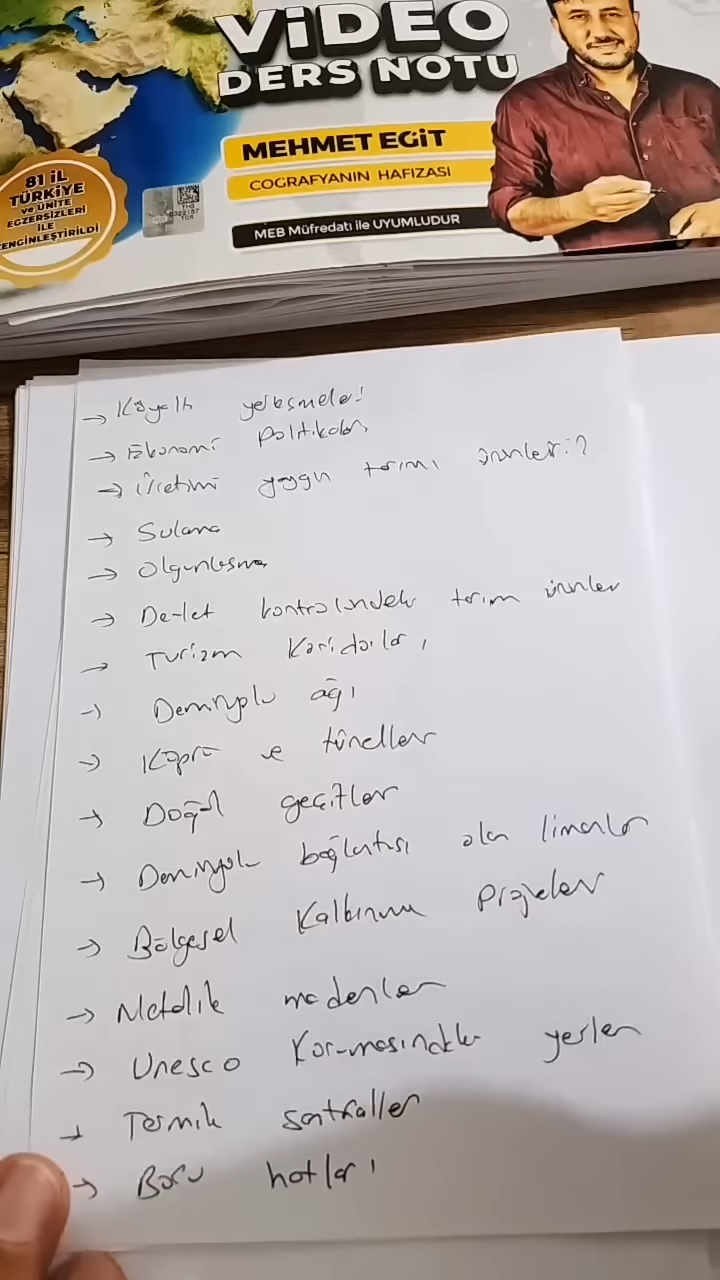 VİDEO
DERS NOTU
MEHMET EĞİT
COĞRAFYANIN HAFIZASI
MEB Müfredatı ile UYUMLUDUR
81 İL
TÜRKİYE
ve ÜNİTE
EGZERSİZLERİ
İLE
ZENGİNLEŞTİRİLDİ
→ Köyaltı yerleşmeleri
→ Ekonomi Politikaları
→ Üretimi yaygın tarım ürünleri?
→ Sulama
→ Olgunlaşma
→ Devlet kontrolündeki tarım ürünler
→ Turizm Koridorları
→ Demiryolu ağı
→ Köprü ve tüneller
→ Doğal geçitler
→ Demiryolu bağlantısı olan limanlar
→ Bölgesel Kalkınma Projeler
→ Metalik madenler
→ Unesco Korumasındaki yerler
→ Termik santraller
→ Boru hatları